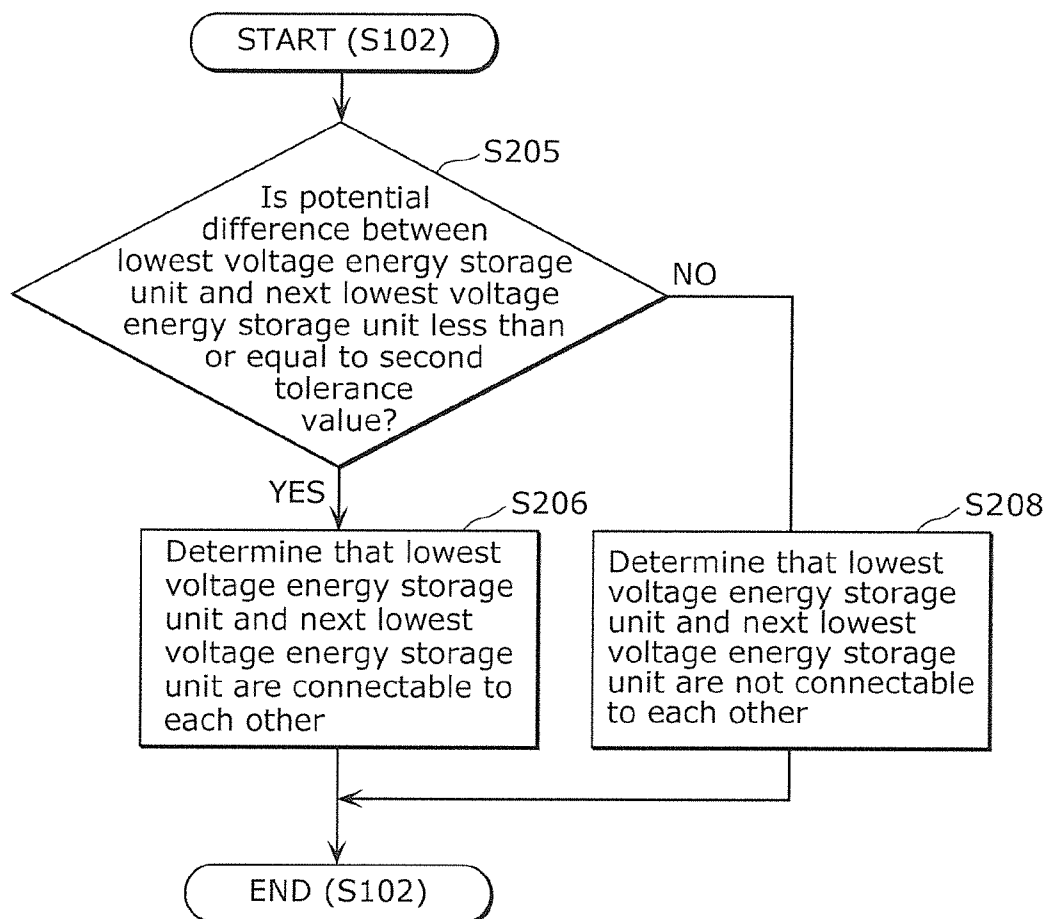 START (S102)
S205
Is potential
difference between
lowest voltage energy storage
unit and next lowest voltage
energy storage unit less than
or equal to second
tolerance
value?
NO
YES
S206
Determine that lowest
voltage energy storage
unit and next lowest
voltage energy storage
unit are connectable to
each other
S208
Determine that lowest
voltage energy storage
unit and next lowest
voltage energy storage
unit are not connectable
to each other
END (S102)